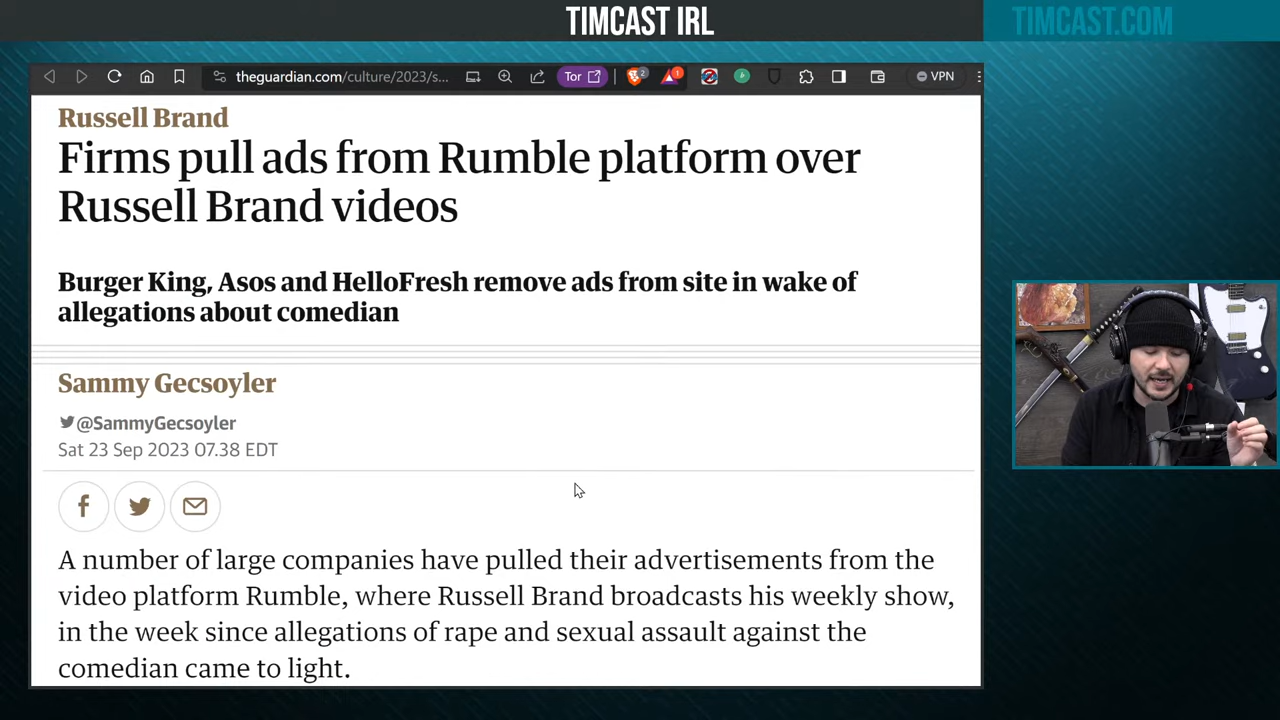 TIMCAST IRL
TIMCAST.COM
theguardian.com/culture/2023/s...
Tor
2
1
VPN
Russell Brand
Firms pull ads from Rumble platform over
Russell Brand videos
Burger King, Asos and HelloFresh remove ads from site in wake of
allegations about comedian
Sammy Gecsoyler
@SammyGecsoyler
Sat 23 Sep 2023 07.38 EDT
A number of large companies have pulled their advertisements from the
video platform Rumble, where Russell Brand broadcasts his weekly show,
in the week since allegations of rape and sexual assault against the
comedian came to light.